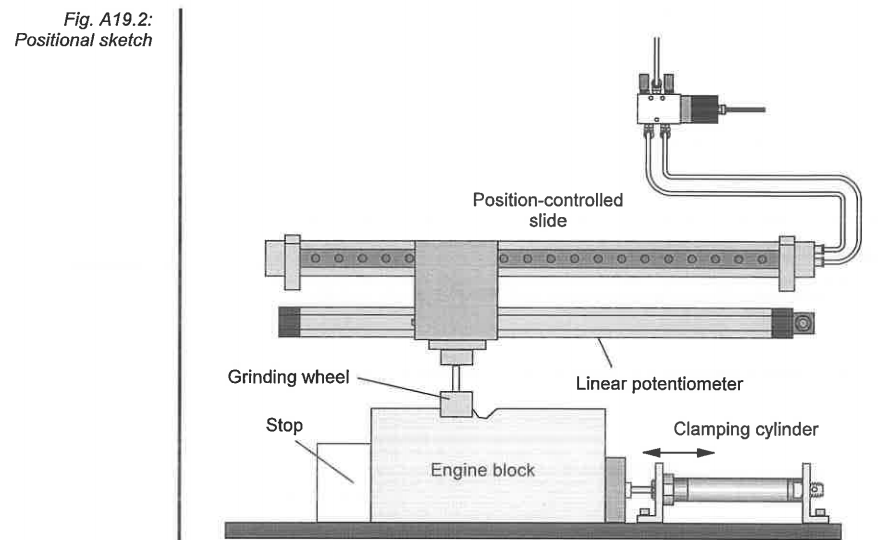 Fig. A19.2:
Positional sketch
Position-controlled
slide
Grinding wheel
Linear potentiometer
Stop
Clamping cylinder
Engine block